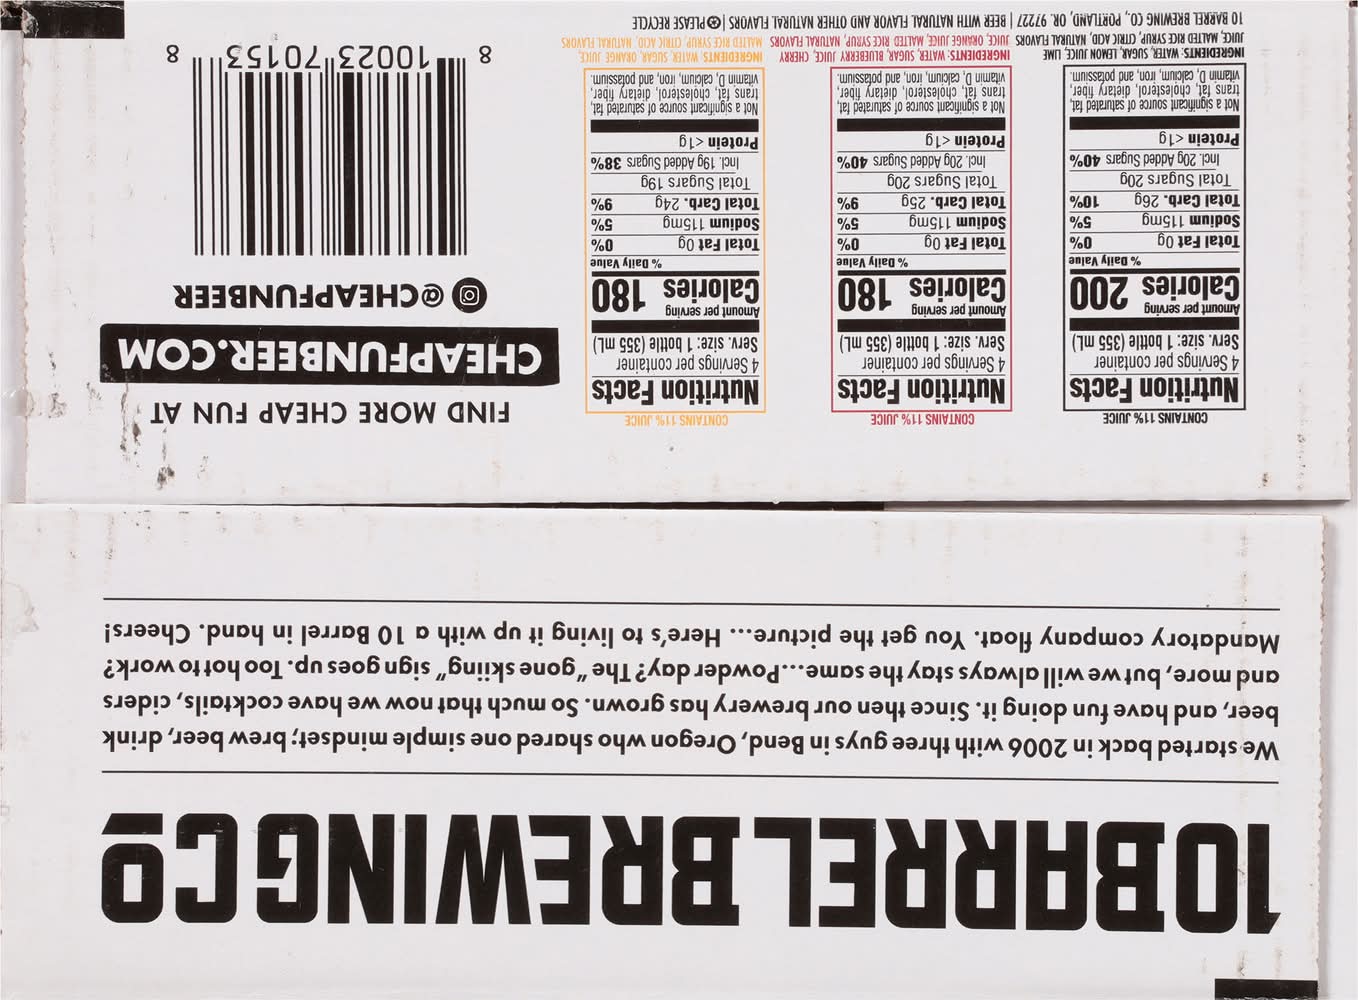 10 BARREL BREWING CO
We started back in 2006 with three guys in Bend, Oregon who shared one simple mindset; brew beer, drink
beer, and have fun doing it. Since then our brewery has grown. So much that now we have cocktails, ciders
and more, but we will always stay the same...Powder day? The "gone skiing" sign goes up. Too hot to work?
Mandatory company float. You get the picture... Here's to living it up with a 10 Barrel in hand. Cheers!
CONTAINS 11% JUICE
Nutrition Facts
4 Servings per container
Serv. size: 1 bottle (355 mL)
Amount per serving
Calories 200
% Daily Value
Total Fat 0g 0%
Sodium 115mg 5%
Total Carb. 26g 10%
Total Sugars 20g
Incl. 20g Added Sugars 40%
Protein <1g
Not a significant source of saturated fat,
trans fat, cholesterol, dietary fiber,
vitamin D, calcium, iron, and potassium.
INGREDIENTS: WATER, SUGAR, LEMON JUICE, LIME
JUICE, MALTED RICE SYRUP, CITRIC ACID, NATURAL FLAVORS
CONTAINS 11% JUICE
Nutrition Facts
4 Servings per container
Serv. size: 1 bottle (355 mL)
Amount per serving
Calories 180
% Daily Value
Total Fat 0g 0%
Sodium 115mg 5%
Total Carb. 25g 9%
Total Sugars 20g
Incl. 20g Added Sugars 40%
Protein <1g
Not a significant source of saturated fat,
trans fat, cholesterol, dietary fiber,
vitamin D, calcium, iron, and potassium.
INGREDIENTS: WATER, SUGAR, BLUEBERRY JUICE, CHERRY
JUICE, ORANGE JUICE, MALTED RICE SYRUP, NATURAL FLAVORS
CONTAINS 11% JUICE
Nutrition Facts
4 Servings per container
Serv. size: 1 bottle (355 mL)
Amount per serving
Calories 180
% Daily Value
Total Fat 0g 0%
Sodium 115mg 5%
Total Carb. 24g 9%
Total Sugars 19g
Incl. 19g Added Sugars 38%
Protein <1g
Not a significant source of saturated fat,
trans fat, cholesterol, dietary fiber,
vitamin D, calcium, iron, and potassium.
INGREDIENTS: WATER, SUGAR, ORANGE JUICE,
MALTED RICE SYRUP, CITRIC ACID, NATURAL FLAVORS
10 BARREL BREWING CO., PORTLAND, OR. 97227 | BEER WITH NATURAL FLAVOR AND OTHER NATURAL FLAVORS | PLEASE RECYCLE
FIND MORE CHEAP FUN AT
CHEAPFUNBEER.COM
@CHEAPFUNBEER
8 10023 70153 8